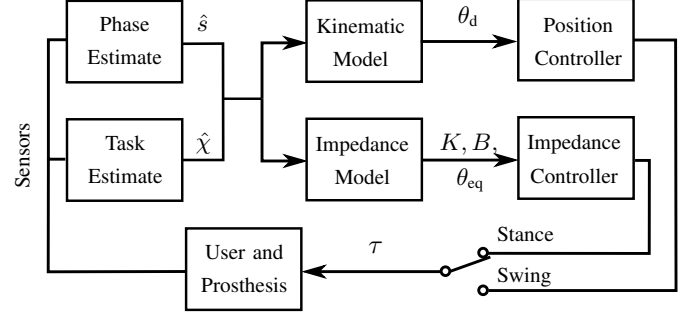 Phase
Estimate
ŝ
Kinematic
Model
θd
Position
Controller
Sensors
Task
Estimate
χ̂
Impedance
Model
K, B,
θeq
Impedance
Controller
User and
Prosthesis
τ
Stance
Swing